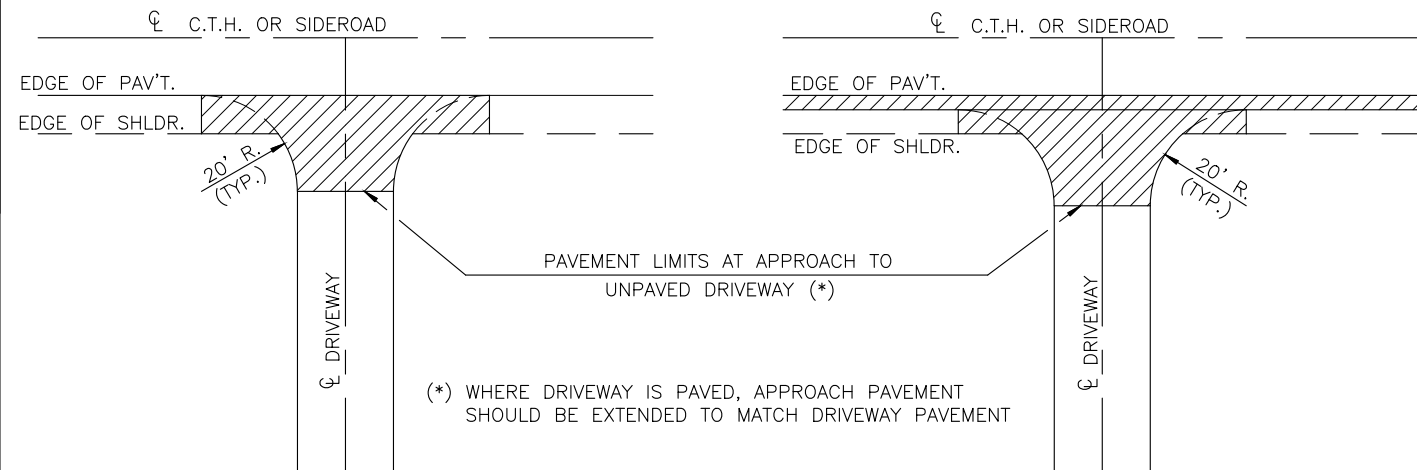 ℄ C.T.H. OR SIDEROAD
EDGE OF PAV'T.
EDGE OF SHLDR.
20' R.
(TYP.)
℄ DRIVEWAY
℄ C.T.H. OR SIDEROAD
EDGE OF PAV'T.
EDGE OF SHLDR.
20' R.
(TYP.)
℄ DRIVEWAY
PAVEMENT LIMITS AT APPROACH TO
UNPAVED DRIVEWAY (*)
(*) WHERE DRIVEWAY IS PAVED, APPROACH PAVEMENT
SHOULD BE EXTENDED TO MATCH DRIVEWAY PAVEMENT